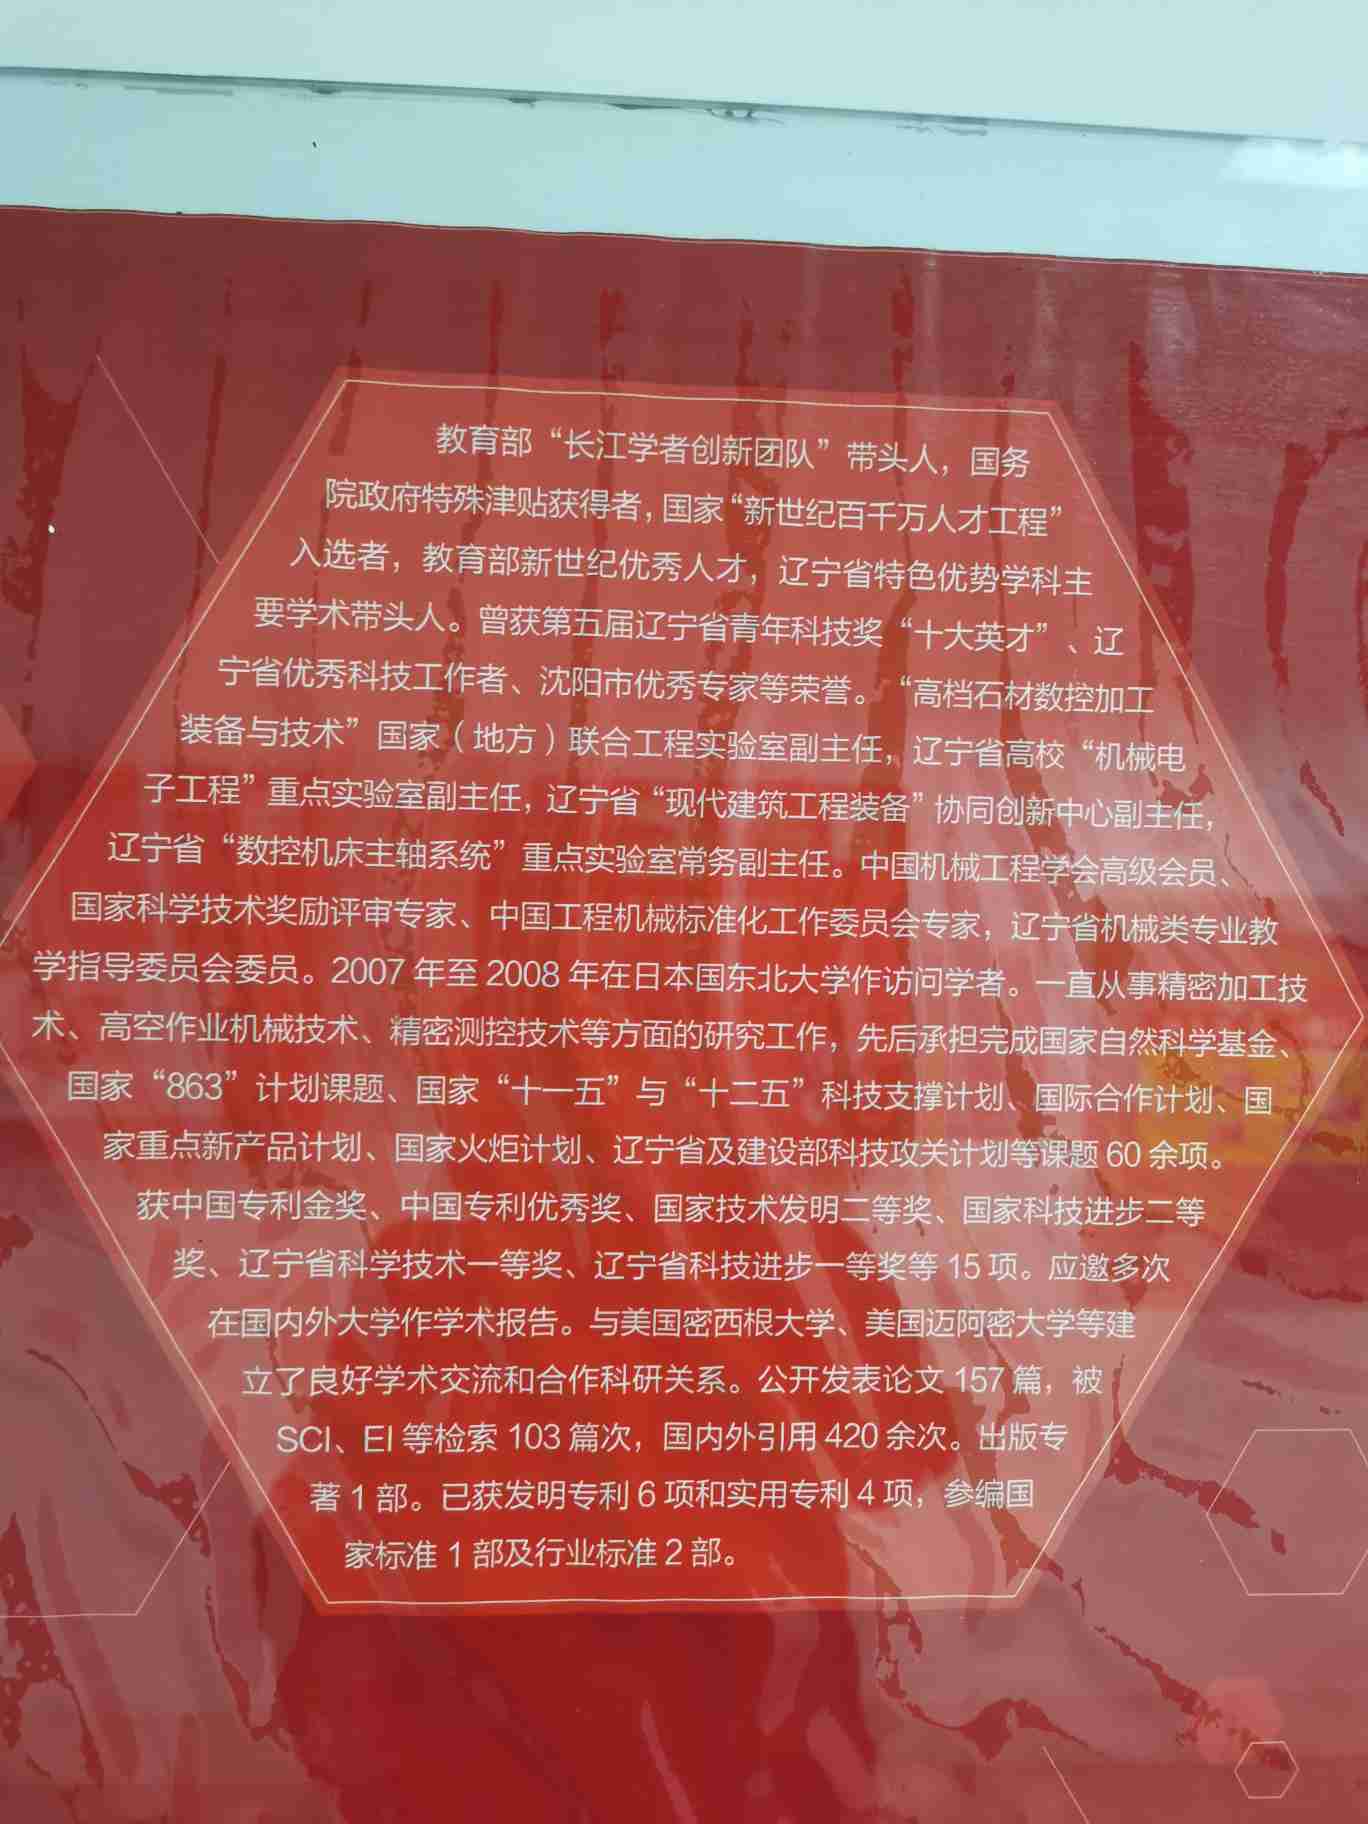 教育部“长江学者创新团队”带头人，国务
院政府特殊津贴获得者，国家“新世纪百千万人才工程”
入选者，教育部新世纪优秀人才，辽宁省特色优势学科主
要学术带头人。曾获第五届辽宁省青年科技奖“十大英才”、辽
宁省优秀科技工作者、沈阳市优秀专家等荣誉。“高档石材数控加工
装备与技术”国家（地方）联合工程实验室副主任，辽宁省高校“机械电
子工程”重点实验室副主任，辽宁省“现代建筑工程装备”协同创新中心副主任，
辽宁省“数控机床主轴系统”重点实验室常务副主任。中国机械工程学会高级会员、
国家科学技术奖励评审专家、中国工程机械标准化工作委员会专家，辽宁省机械类专业教
学指导委员会委员。2007 年至 2008 年在日本国东北大学作访问学者。一直从事精密加工技
术、高空作业机械技术、精密测控技术等方面的研究工作，先后承担完成国家自然科学基金、
国家“863”计划课题、国家“十一五”与“十二五”科技支撑计划、国际合作计划、国
家重点新产品计划、国家火炬计划、辽宁省及建设部科技攻关计划等课题 60 余项。
获中国专利金奖、中国专利优秀奖、国家技术发明二等奖、国家科技进步二等
奖、辽宁省科学技术一等奖、辽宁省科技进步一等奖等 15 项。应邀多次
在国内外大学作学术报告。与美国密西根大学、美国迈阿密大学等建
立了良好学术交流和合作科研关系。公开发表论文 157 篇，被
SCI、EI 等检索 103 篇次，国内外引用 420 余次。出版专
著 1 部。已获发明专利 6 项和实用专利 4 项，参编国
家标准 1 部及行业标准 2 部。